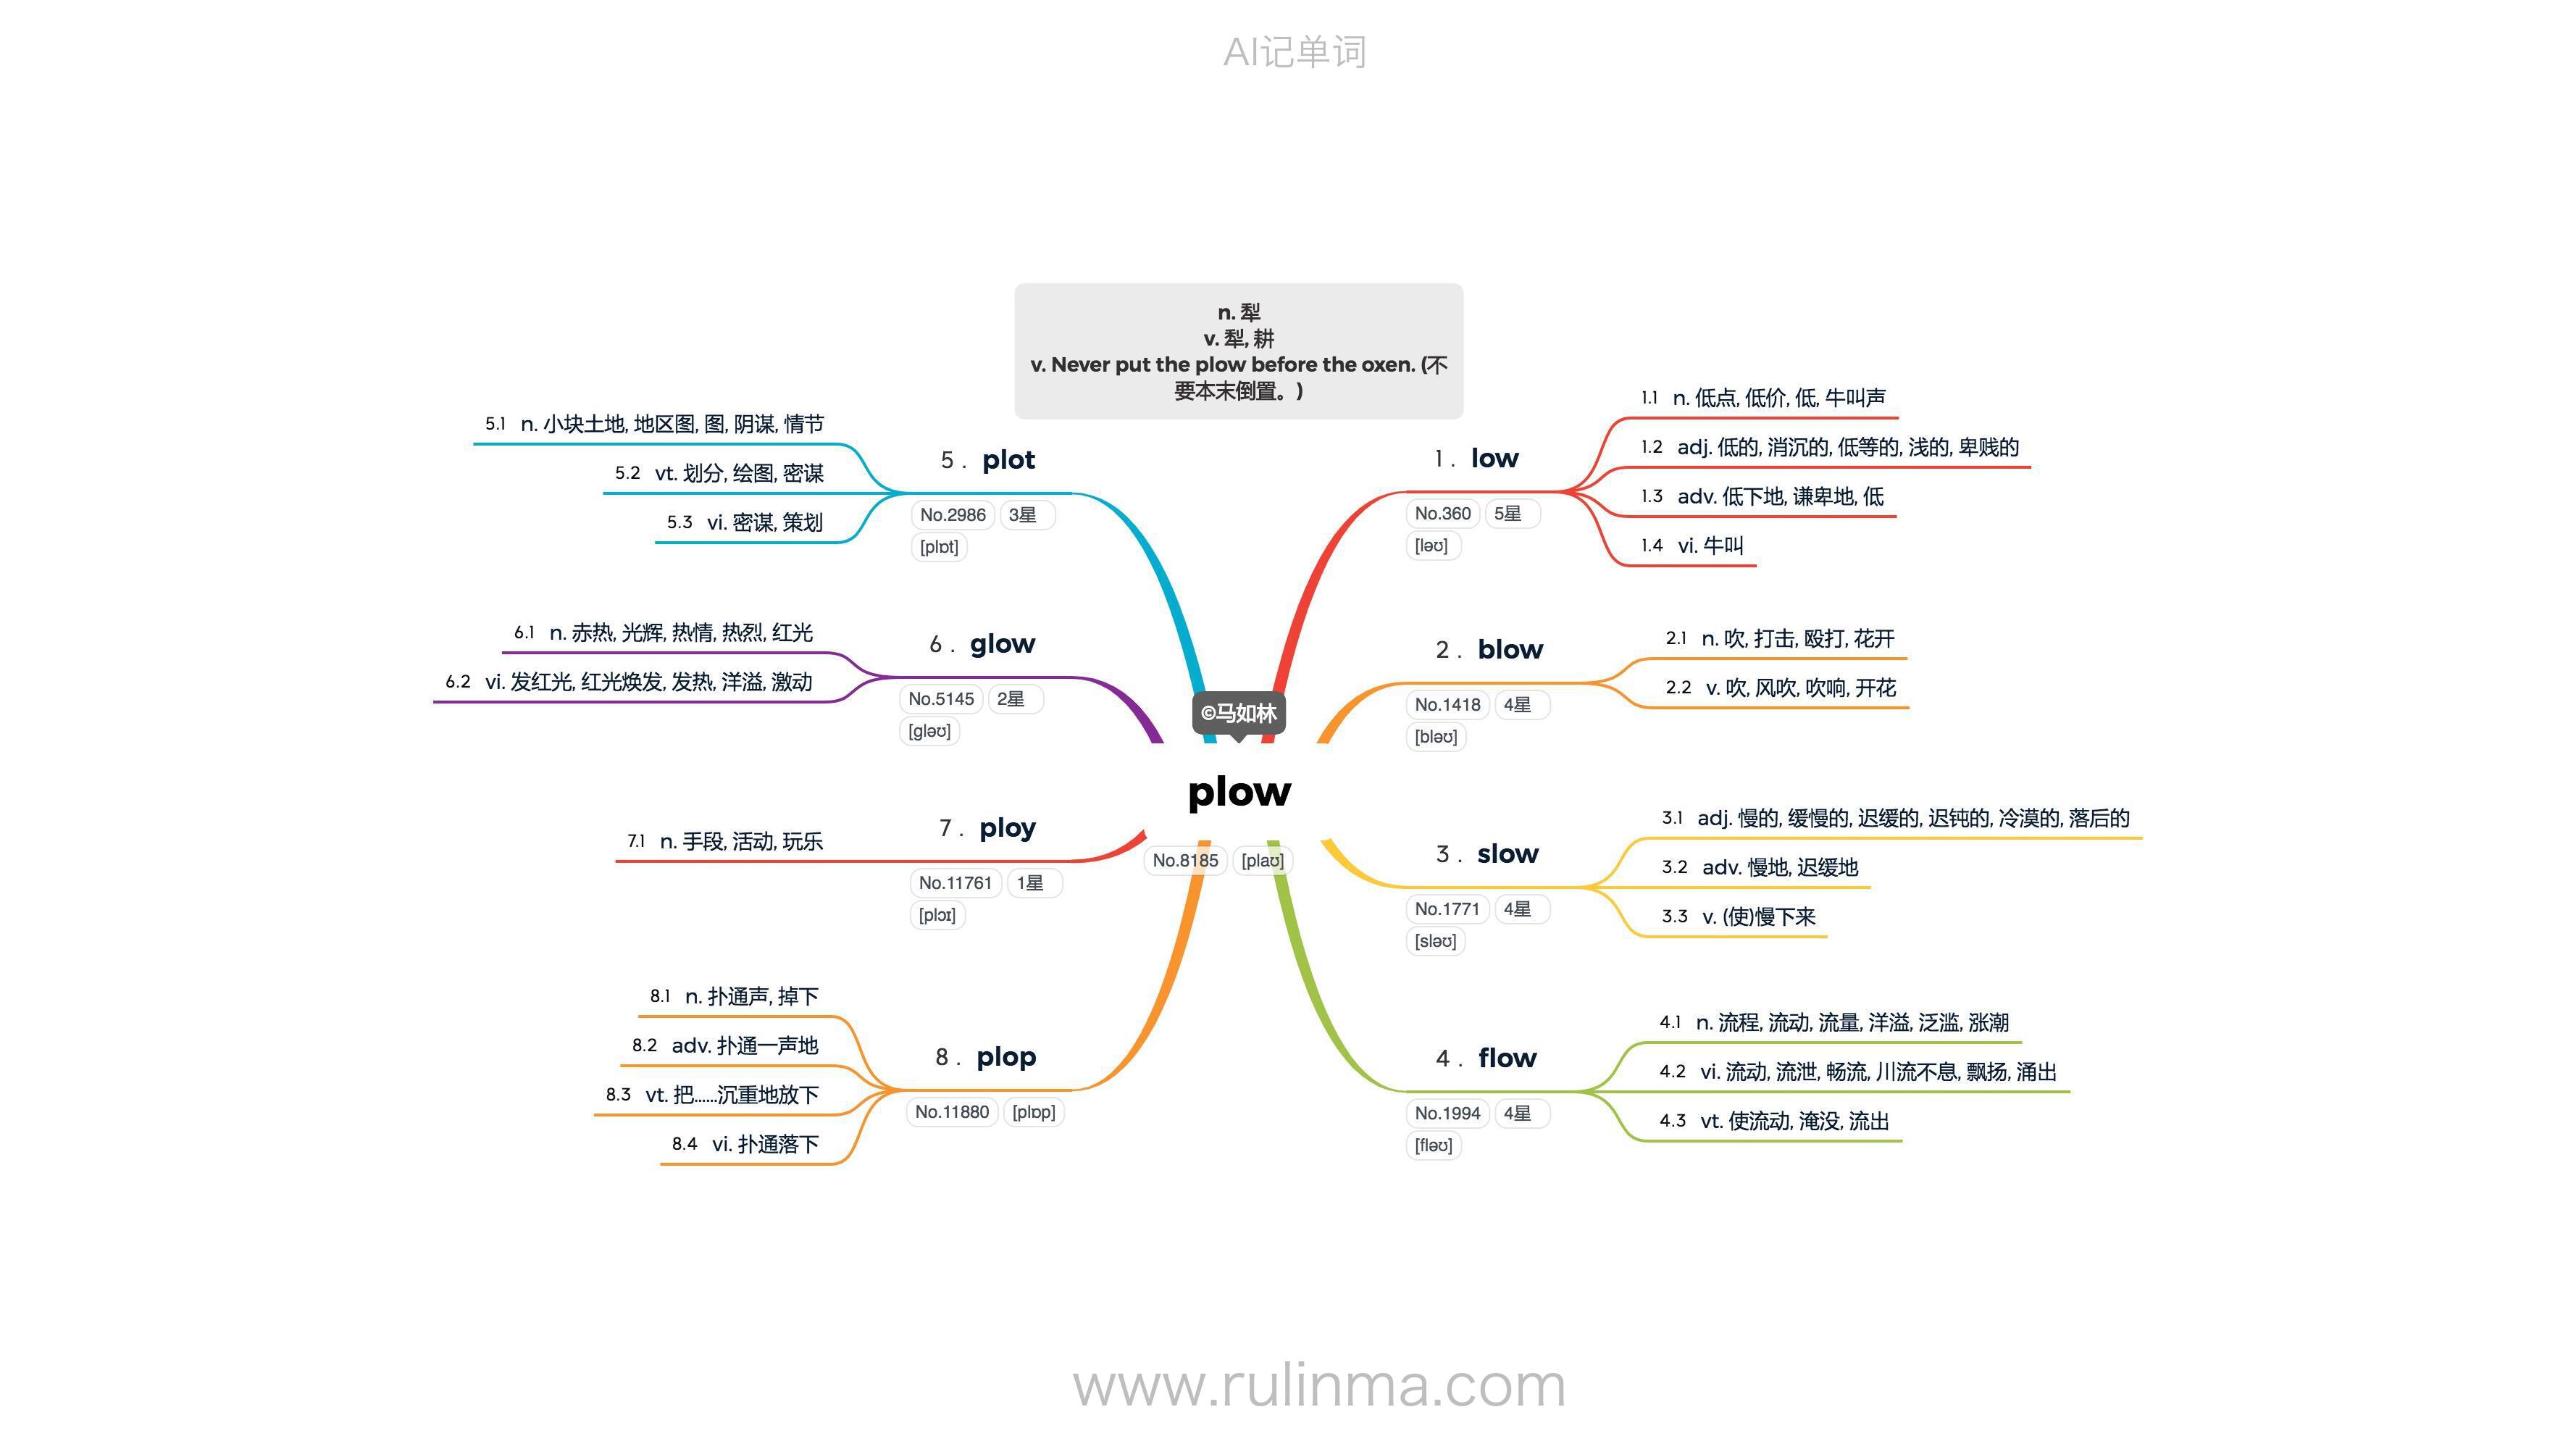 AI记单词
n. 犁
v. 犁, 耕
v. Never put the plow before the oxen. (不
要本末倒置。)
©马如林
plow
No.8185 [plaʊ]
1 . low
No.360 5星
[ləʊ]
1.1 n. 低点, 低价, 低, 牛叫声
1.2 adj. 低的, 消沉的, 低等的, 浅的, 卑贱的
1.3 adv. 低下地, 谦卑地, 低
1.4 vi. 牛叫
2 . blow
No.1418 4星
[bləʊ]
2.1 n. 吹, 打击, 殴打, 花开
2.2 v. 吹, 风吹, 吹响, 开花
3 . slow
No.1771 4星
[sləʊ]
3.1 adj. 慢的, 缓慢的, 迟缓的, 迟钝的, 冷漠的, 落后的
3.2 adv. 慢地, 迟缓地
3.3 v. (使)慢下来
4 . flow
No.1994 4星
[fləʊ]
4.1 n. 流程, 流动, 流量, 洋溢, 泛滥, 涨潮
4.2 vi. 流动, 流泄, 畅流, 川流不息, 飘扬, 涌出
4.3 vt. 使流动, 淹没, 流出
5 . plot
No.2986 3星
[plɒt]
5.1 n. 小块土地, 地区图, 图, 阴谋, 情节
5.2 vt. 划分, 绘图, 密谋
5.3 vi. 密谋, 策划
6 . glow
No.5145 2星
[gləʊ]
6.1 n. 赤热, 光辉, 热情, 热烈, 红光
6.2 vi. 发红光, 红光焕发, 发热, 洋溢, 激动
7 . ploy
No.11761 1星
[plɔɪ]
7.1 n. 手段, 活动, 玩乐
8 . plop
No.11880 [plɒp]
8.1 n. 扑通声, 掉下
8.2 adv. 扑通一声地
8.3 vt. 把......沉重地放下
8.4 vi. 扑通落下
www.rulinma.com